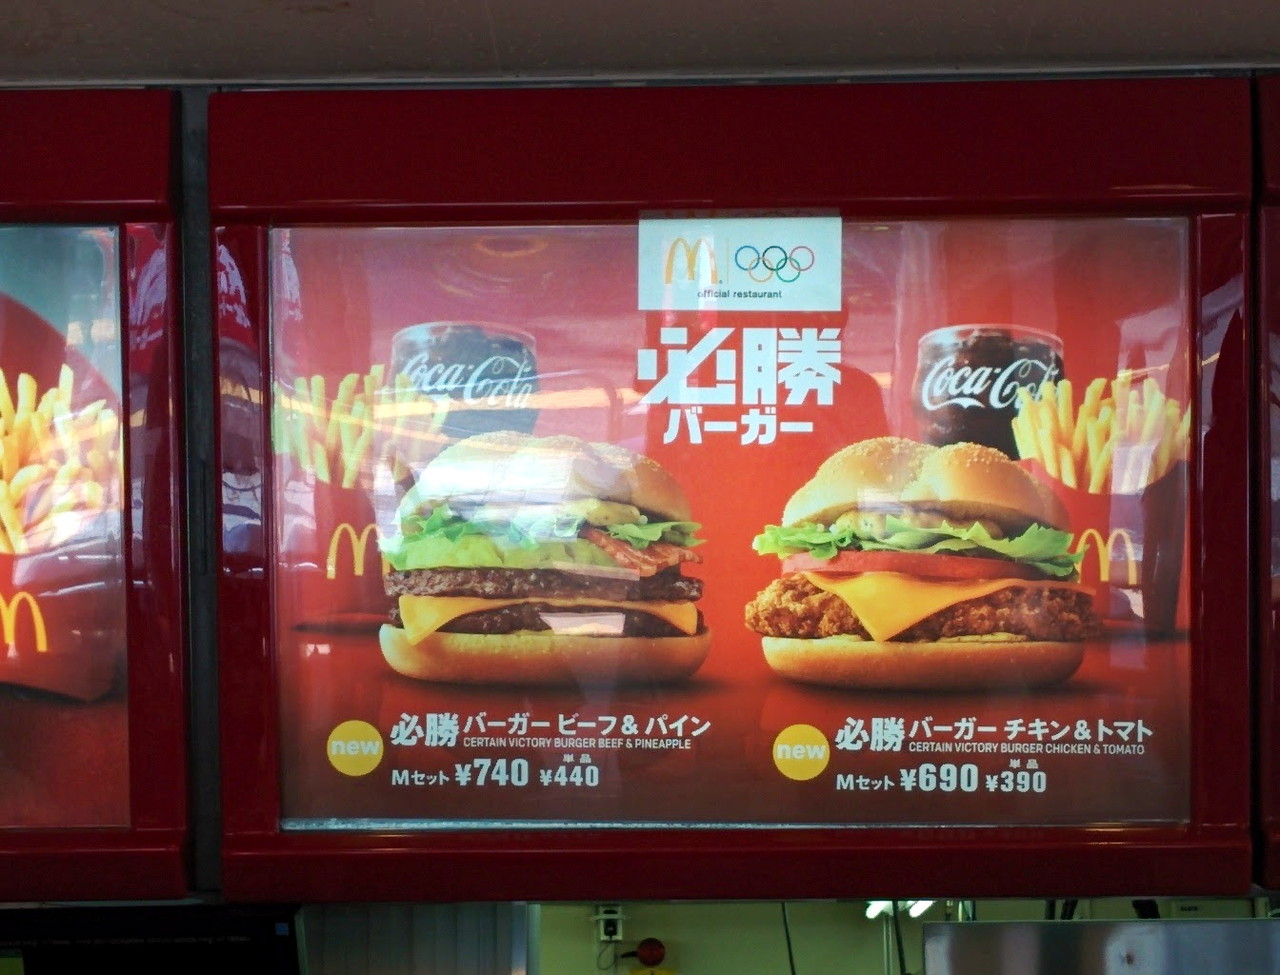 official restaurant
必勝
バーガー
Coca-Cola
Coca-Cola
new
必勝バーガー ビーフ&パイン
CERTAIN VICTORY BURGER BEEF & PINEAPPLE
Mセット ¥740 単品 ¥440
new
必勝バーガー チキン&トマト
CERTAIN VICTORY BURGER CHICKEN & TOMATO
Mセット ¥690 単品 ¥390